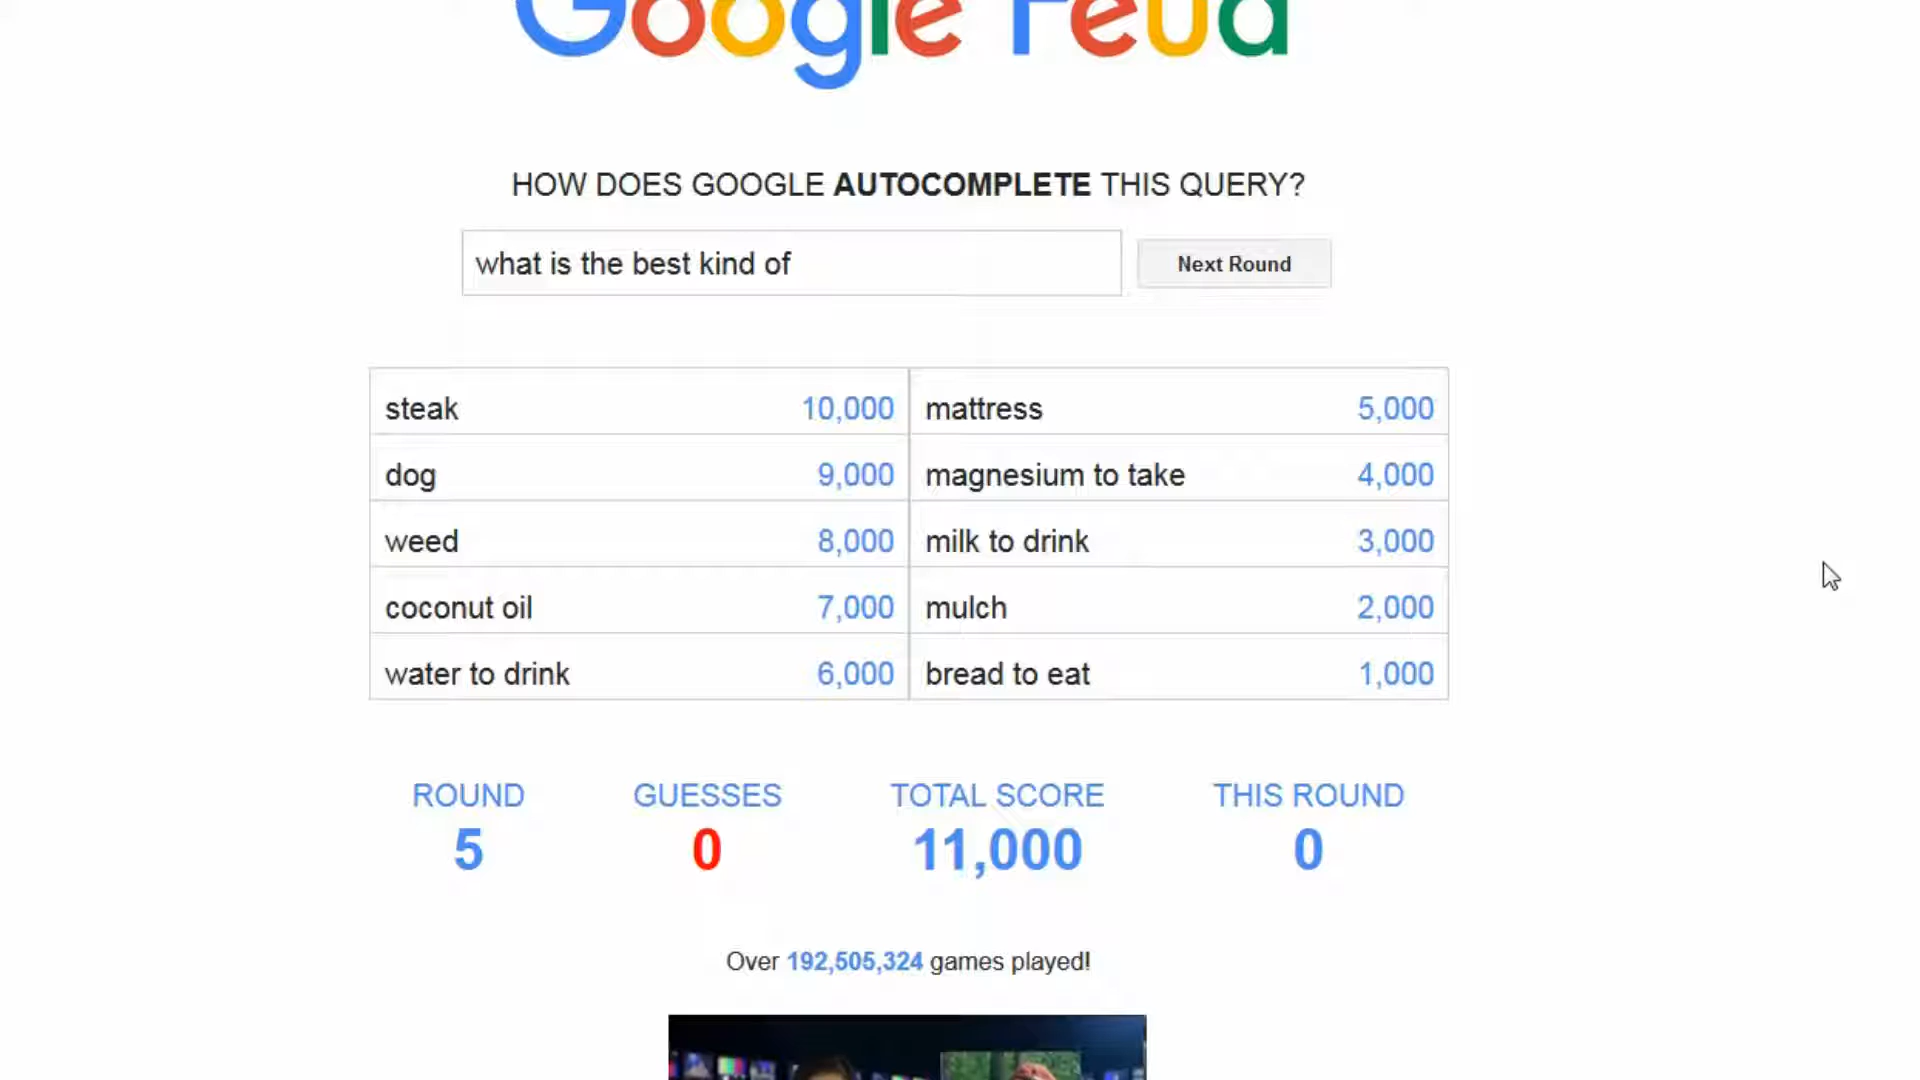 Google Feud
HOW DOES GOOGLE AUTOCOMPLETE THIS QUERY?
what is the best kind of
Next Round
steak 10,000 mattress 5,000
dog 9,000 magnesium to take 4,000
weed 8,000 milk to drink 3,000
coconut oil 7,000 mulch 2,000
water to drink 6,000 bread to eat 1,000
ROUND GUESSES TOTAL SCORE THIS ROUND
5 0 11,000 0
Over 192,505,324 games played!